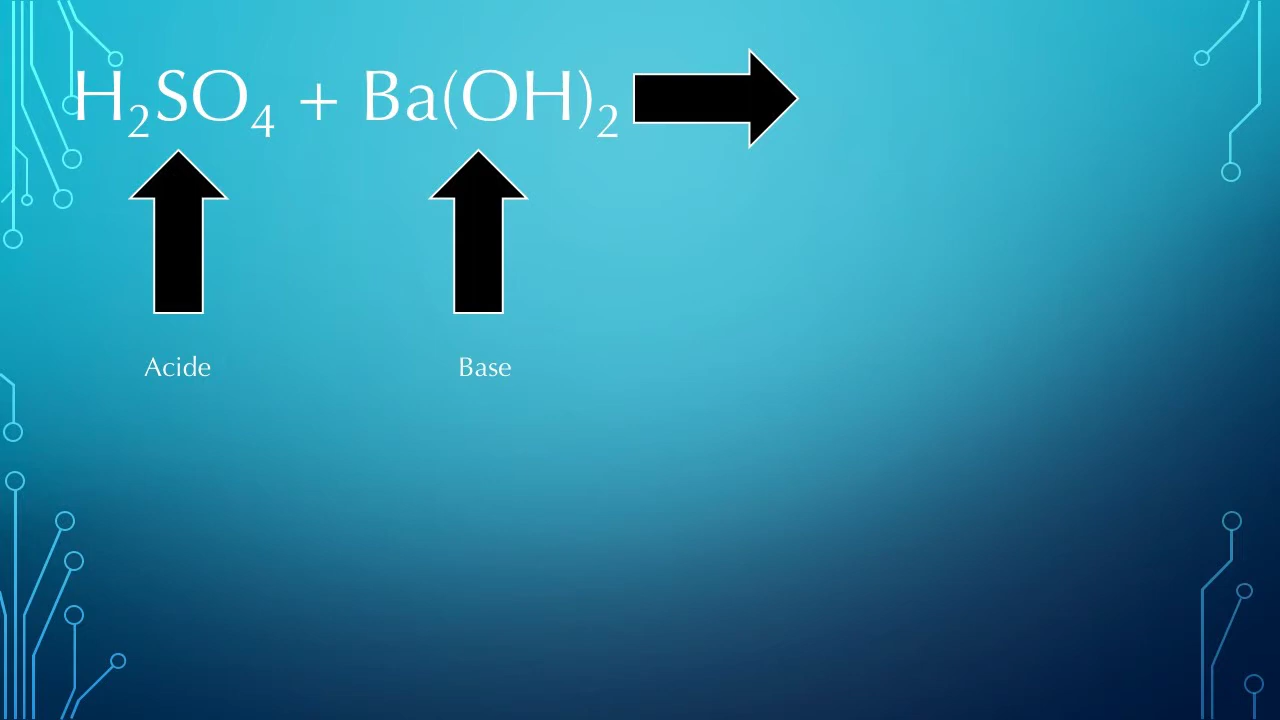 H₂SO₄ + Ba(OH)₂
Acide
Base